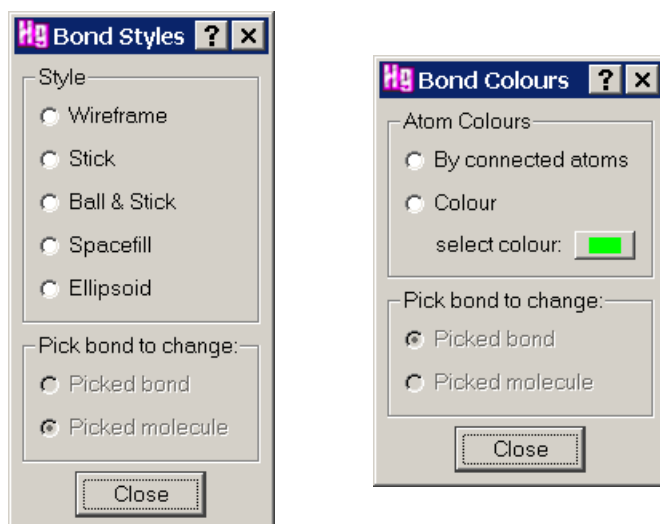 Hg Bond Styles ? ×
Style
Wireframe
Stick
Ball & Stick
Spacefill
Ellipsoid
Pick bond to change:
Picked bond
Picked molecule
Close
Hg Bond Colours ? ×
Atom Colours
By connected atoms
Colour
select colour:
Pick bond to change:
Picked bond
Picked molecule
Close